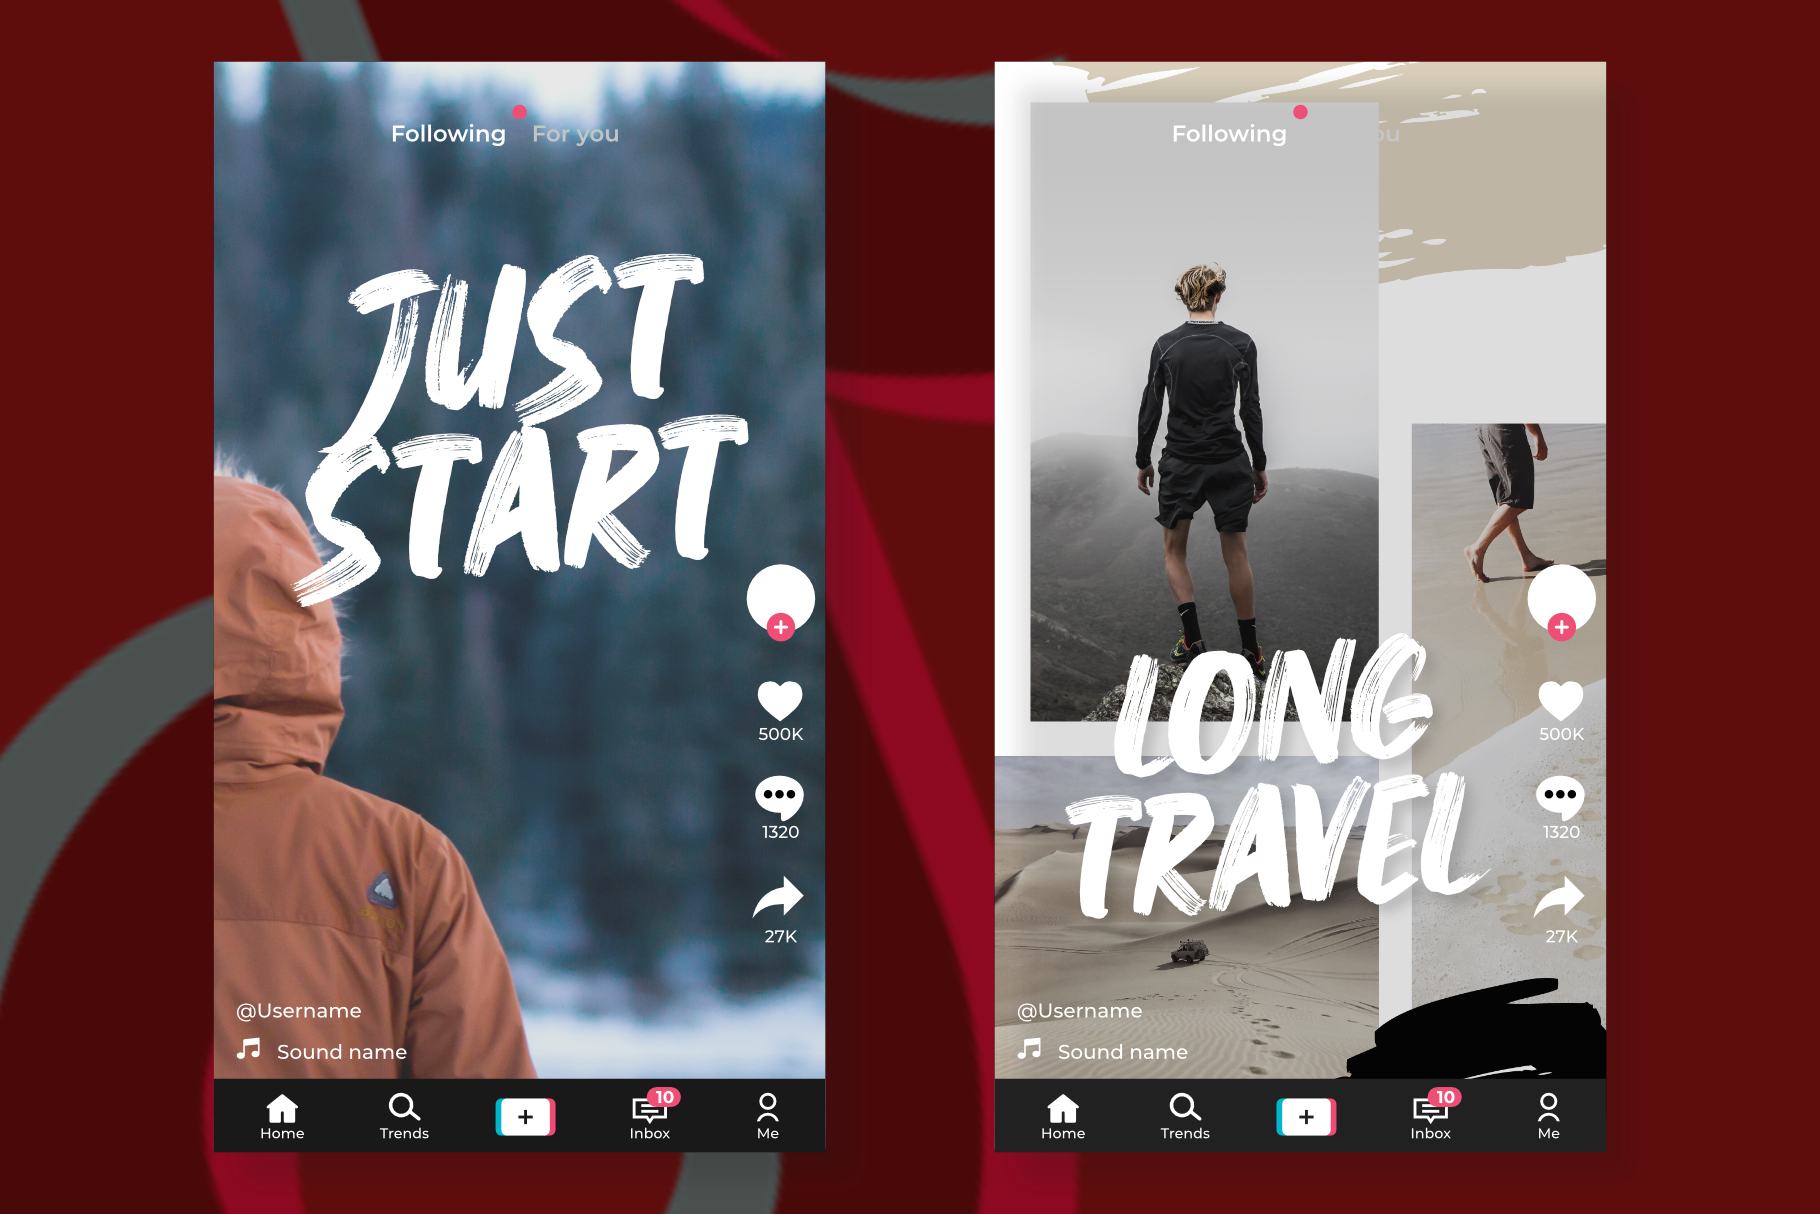 Following For you
JUST
START
500K
1320
27K
@Username
Sound name
Home Trends Inbox 10 Me
Following ou
LONG
TRAVEL
500K
1320
27K
@Username
Sound name
Home Trends Inbox 10 Me